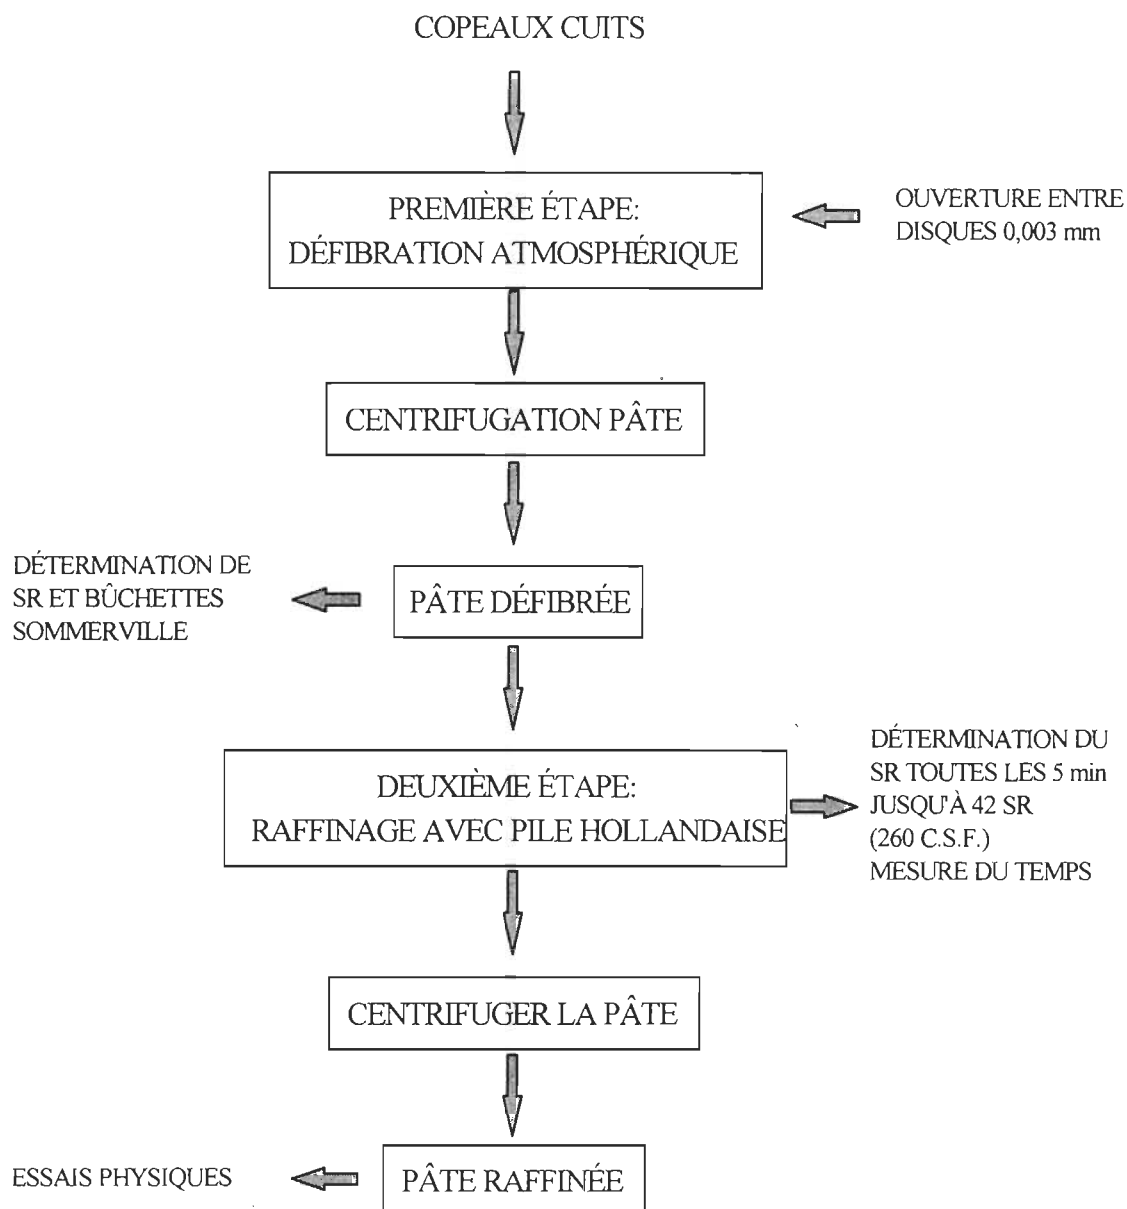 COPEAUX CUITS
PREMIÈRE ÉTAPE:
DÉFIBRATION ATMOSPHÉRIQUE
OUVERTURE ENTRE
DISQUES 0,003 mm
CENTRIFUGATION PÂTE
DÉTERMINATION DE
SR ET BÛCHETTES
SOMMERVILLE
PÂTE DÉFIBRÉE
DEUXIÈME ÉTAPE:
RAFFINAGE AVEC PILE HOLLANDAISE
DÉTERMINATION DU
SR TOUTES LES 5 min
JUSQU'À 42 SR
(260 C.S.F.)
MESURE DU TEMPS
CENTRIFUGER LA PÂTE
ESSAIS PHYSIQUES
PÂTE RAFFINÉE